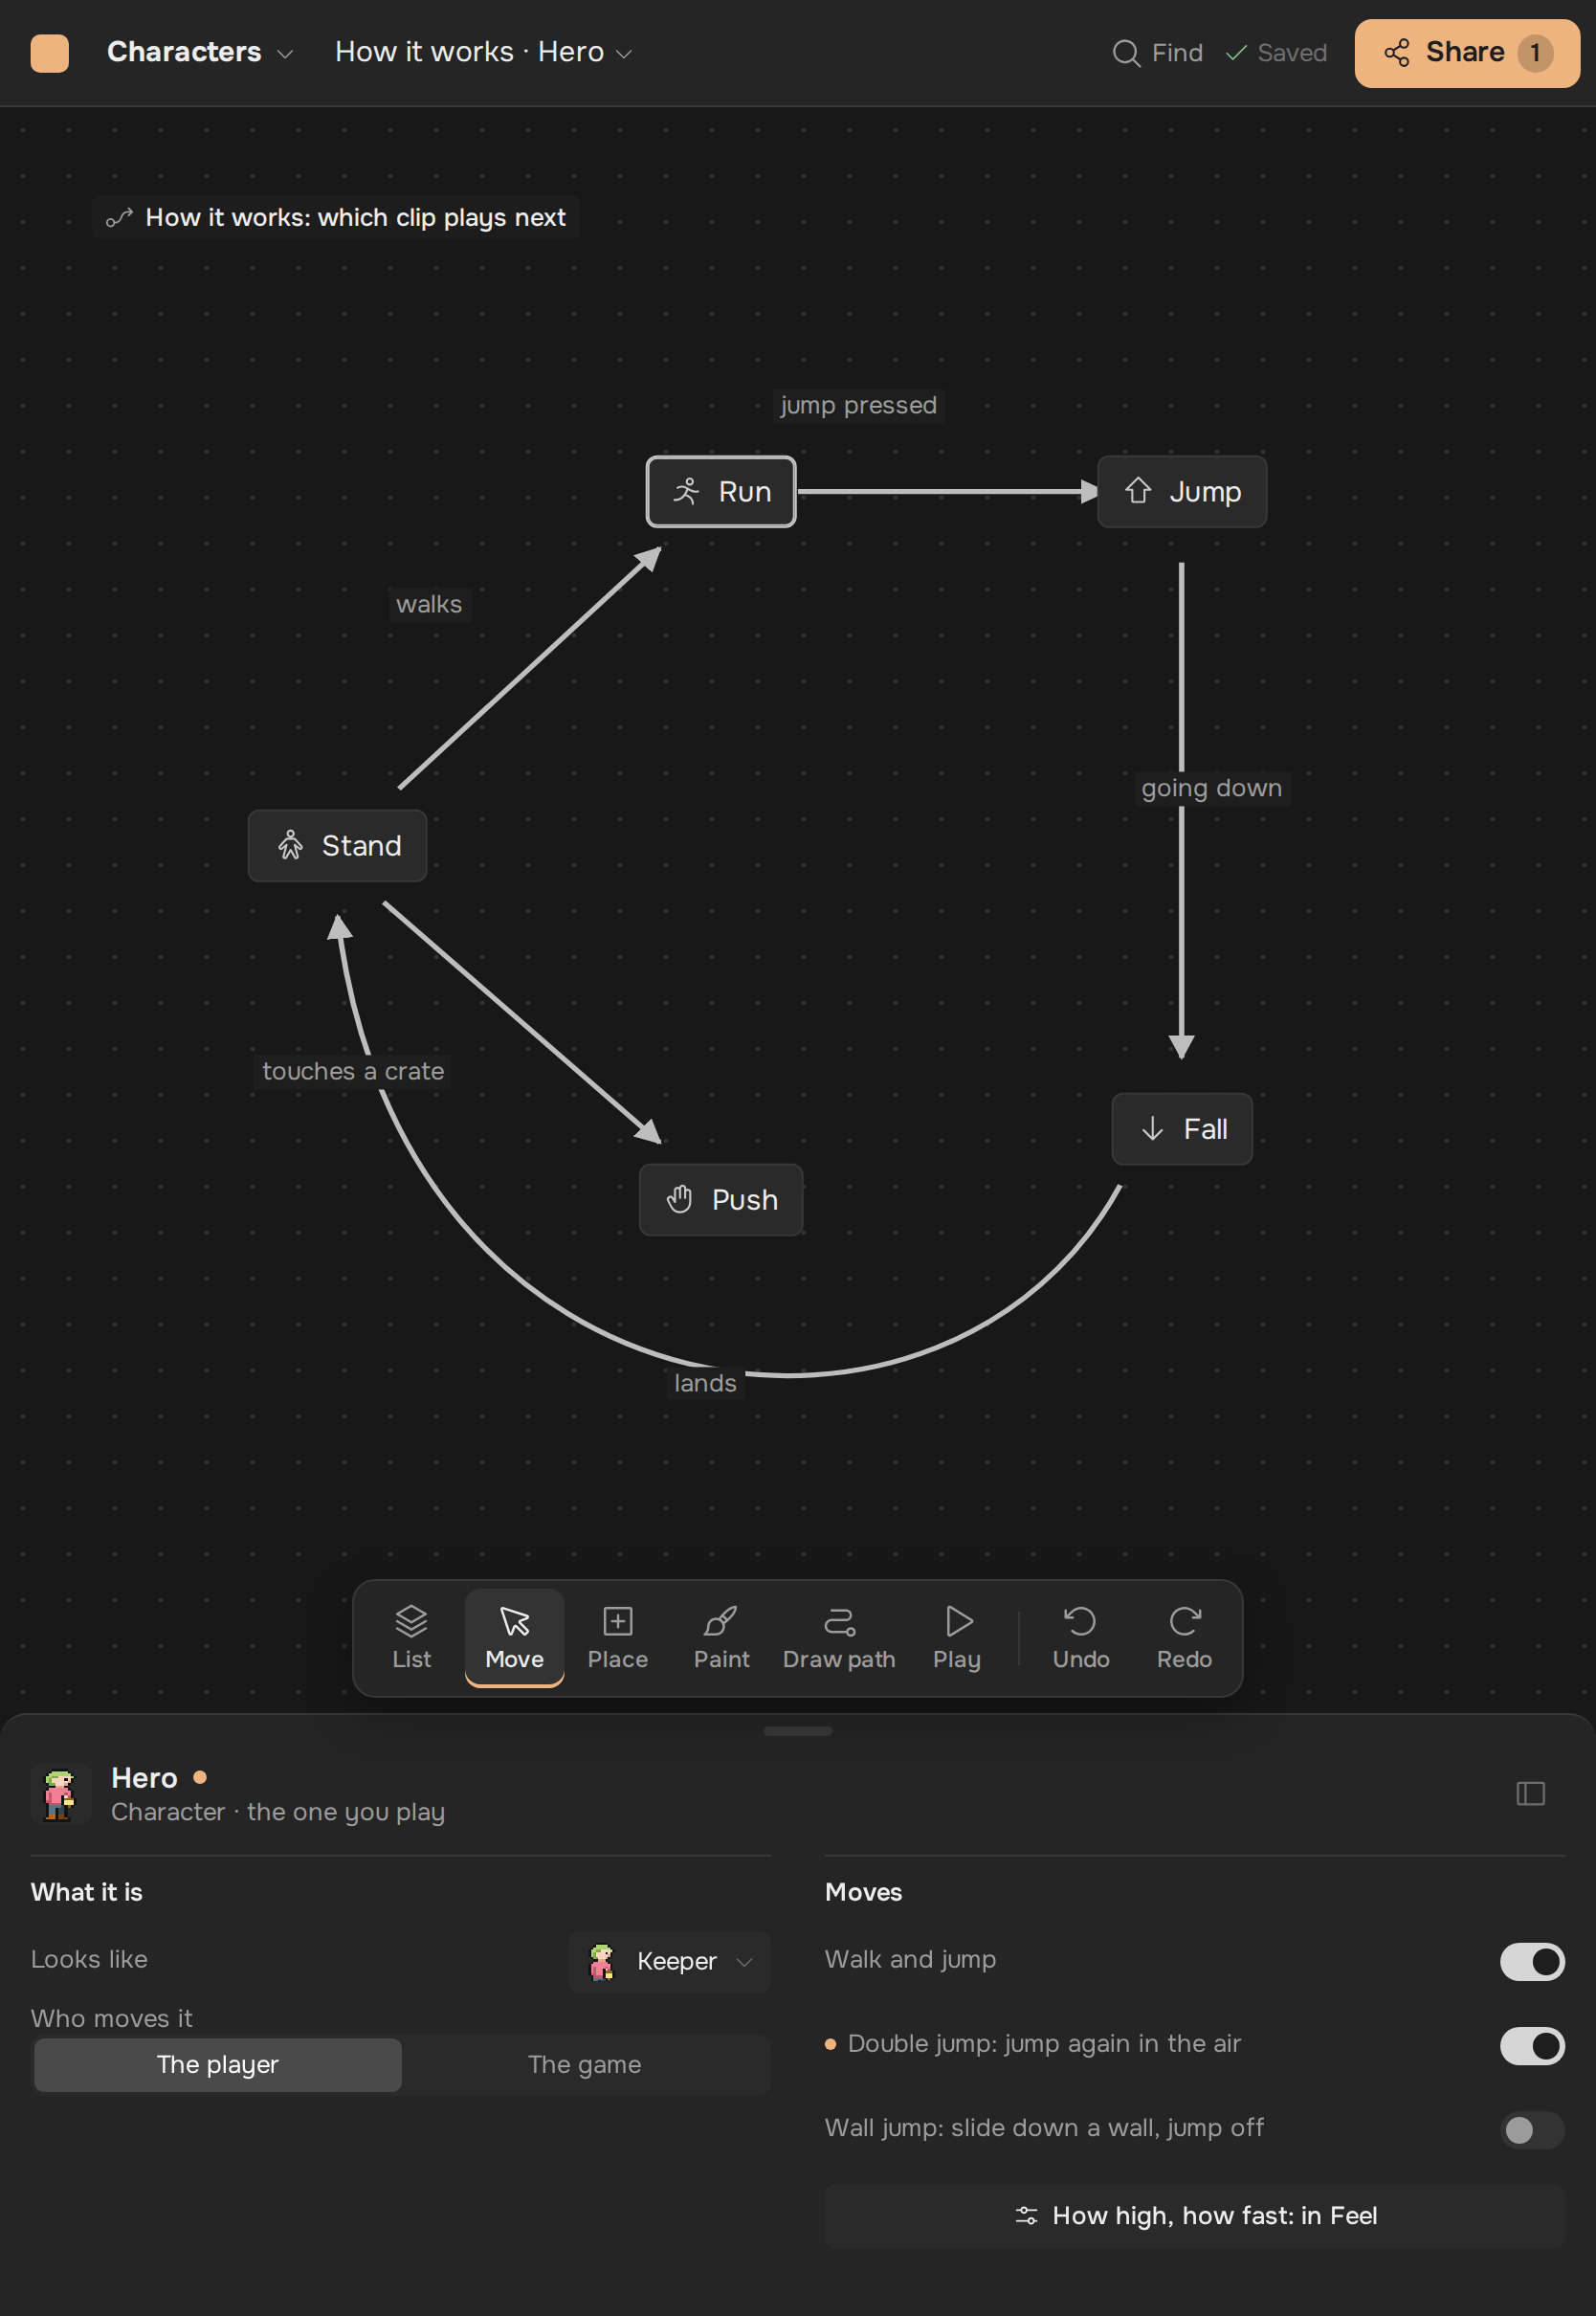 Characters
How it works · Hero
Find
Saved
Share 1
How it works: which clip plays next
jump pressed
Run
Jump
walks
going down
Stand
touches a crate
Fall
Push
lands
List
Move
Place
Paint
Draw path
Play
Undo
Redo
Hero
Character · the one you play
What it is
Looks like
Keeper
Who moves it
The player
The game
Moves
Walk and jump
Double jump: jump again in the air
Wall jump: slide down a wall, jump off
How high, how fast: in Feel